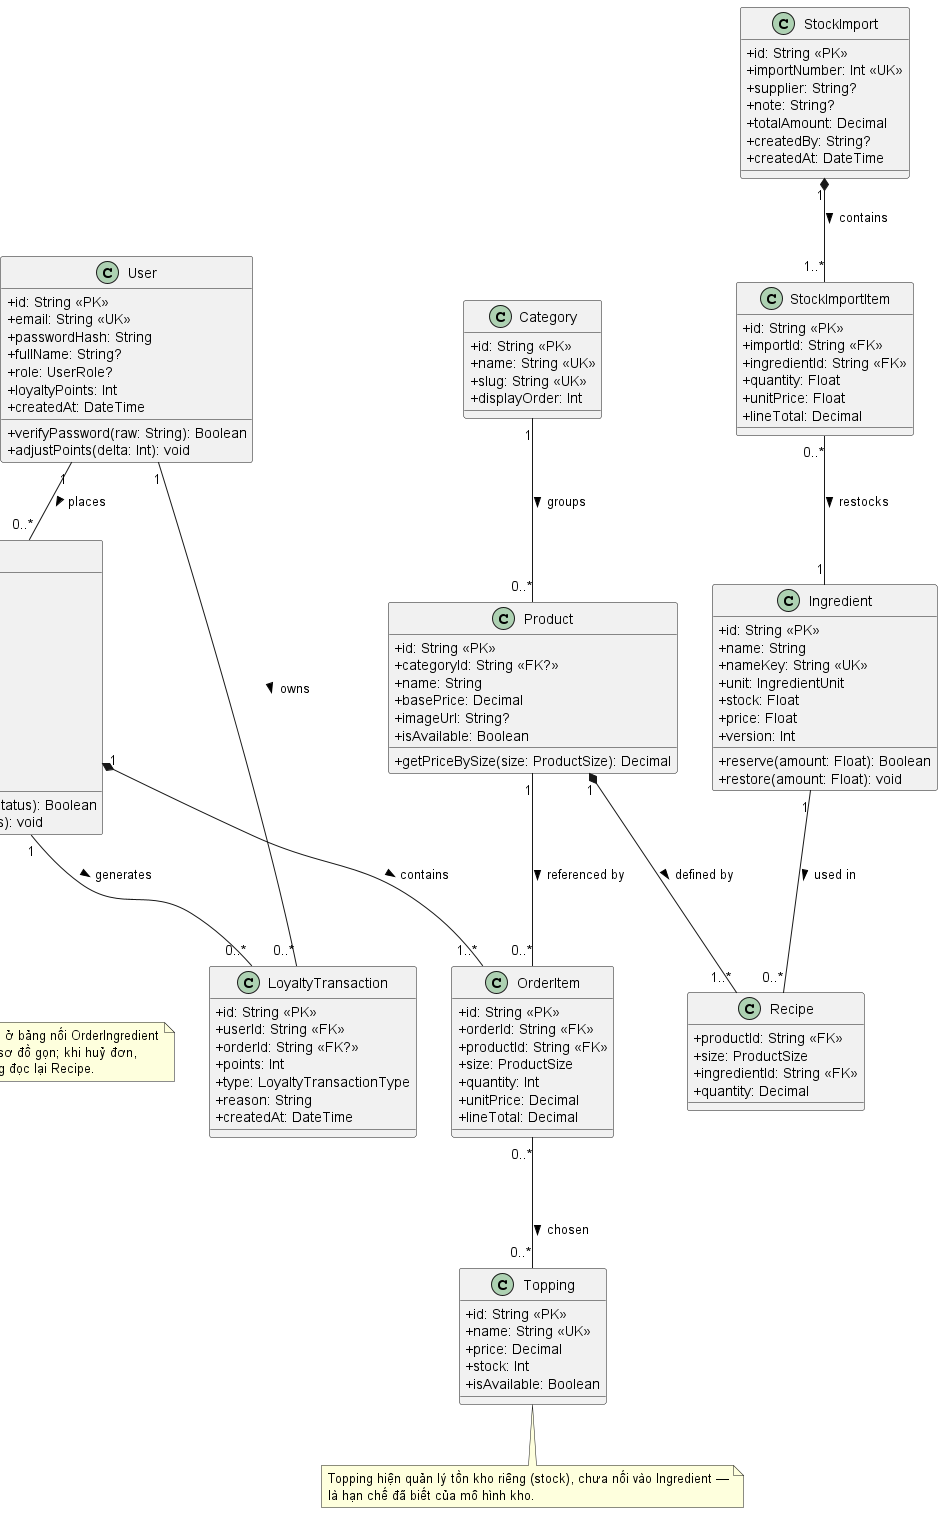 StockImport
+id: String «PK»
+importNumber: Int «UK»
+supplier: String?
+note: String?
+totalAmount: Decimal
+createdBy: String?
+createdAt: DateTime
1
contains
1..*
User
+id: String «PK»
+email: String «UK»
+passwordHash: String
+fullName: String?
+role: UserRole?
+loyaltyPoints: Int
+createdAt: DateTime
+verifyPassword(raw: String): Boolean
+adjustPoints(delta: Int): void
Category
+id: String «PK»
+name: String «UK»
+slug: String «UK»
+displayOrder: Int
StockImportItem
+id: String «PK»
+importId: String «FK»
+ingredientId: String «FK»
+quantity: Float
+unitPrice: Float
+lineTotal: Decimal
1
places
0..*
1
owns
0..*
1
groups
0..*
0..*
restocks
1
Product
+id: String «PK»
+categoryId: String «FK?»
+name: String
+basePrice: Decimal
+imageUrl: String?
+isAvailable: Boolean
+getPriceBySize(size: ProductSize): Decimal
Ingredient
+id: String «PK»
+name: String
+nameKey: String «UK»
+unit: IngredientUnit
+stock: Float
+price: Float
+version: Int
+reserve(amount: Float): Boolean
+restore(amount: Float): void
tatus): Boolean
s): void
1
generates
0..*
1
contains
1..*
1
referenced by
0..*
1
defined by
1..*
1
used in
0..*
LoyaltyTransaction
+id: String «PK»
+userId: String «FK»
+orderId: String «FK?»
+points: Int
+type: LoyaltyTransactionType
+reason: String
+createdAt: DateTime
OrderItem
+id: String «PK»
+orderId: String «FK»
+productId: String «FK»
+size: ProductSize
+quantity: Int
+unitPrice: Decimal
+lineTotal: Decimal
Recipe
+productId: String «FK»
+size: ProductSize
+ingredientId: String «FK»
+quantity: Decimal
ở bảng nối OrderIngredient
sơ đồ gọn; khi huỷ đơn,
g đọc lại Recipe.
0..*
chosen
0..*
Topping
+id: String «PK»
+name: String «UK»
+price: Decimal
+stock: Int
+isAvailable: Boolean
Topping hiện quản lý tồn kho riêng (stock), chưa nối vào Ingredient —
là hạn chế đã biết của mô hình kho.